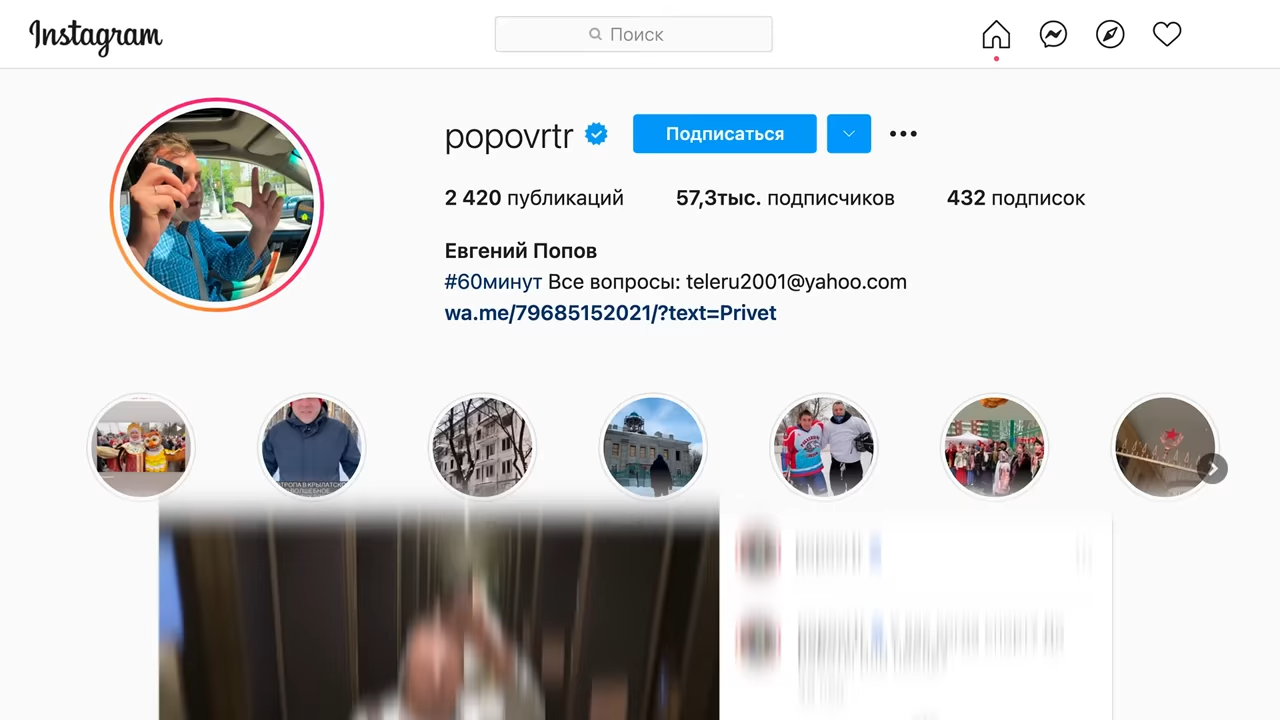 Instagram
Поиск
popovrtr
Подписаться
2 420 публикаций 57,3тыс. подписчиков 432 подписок
Евгений Попов
#60минут Все вопросы: teleru2001@yahoo.com
wa.me/79685152021/?text=Privet